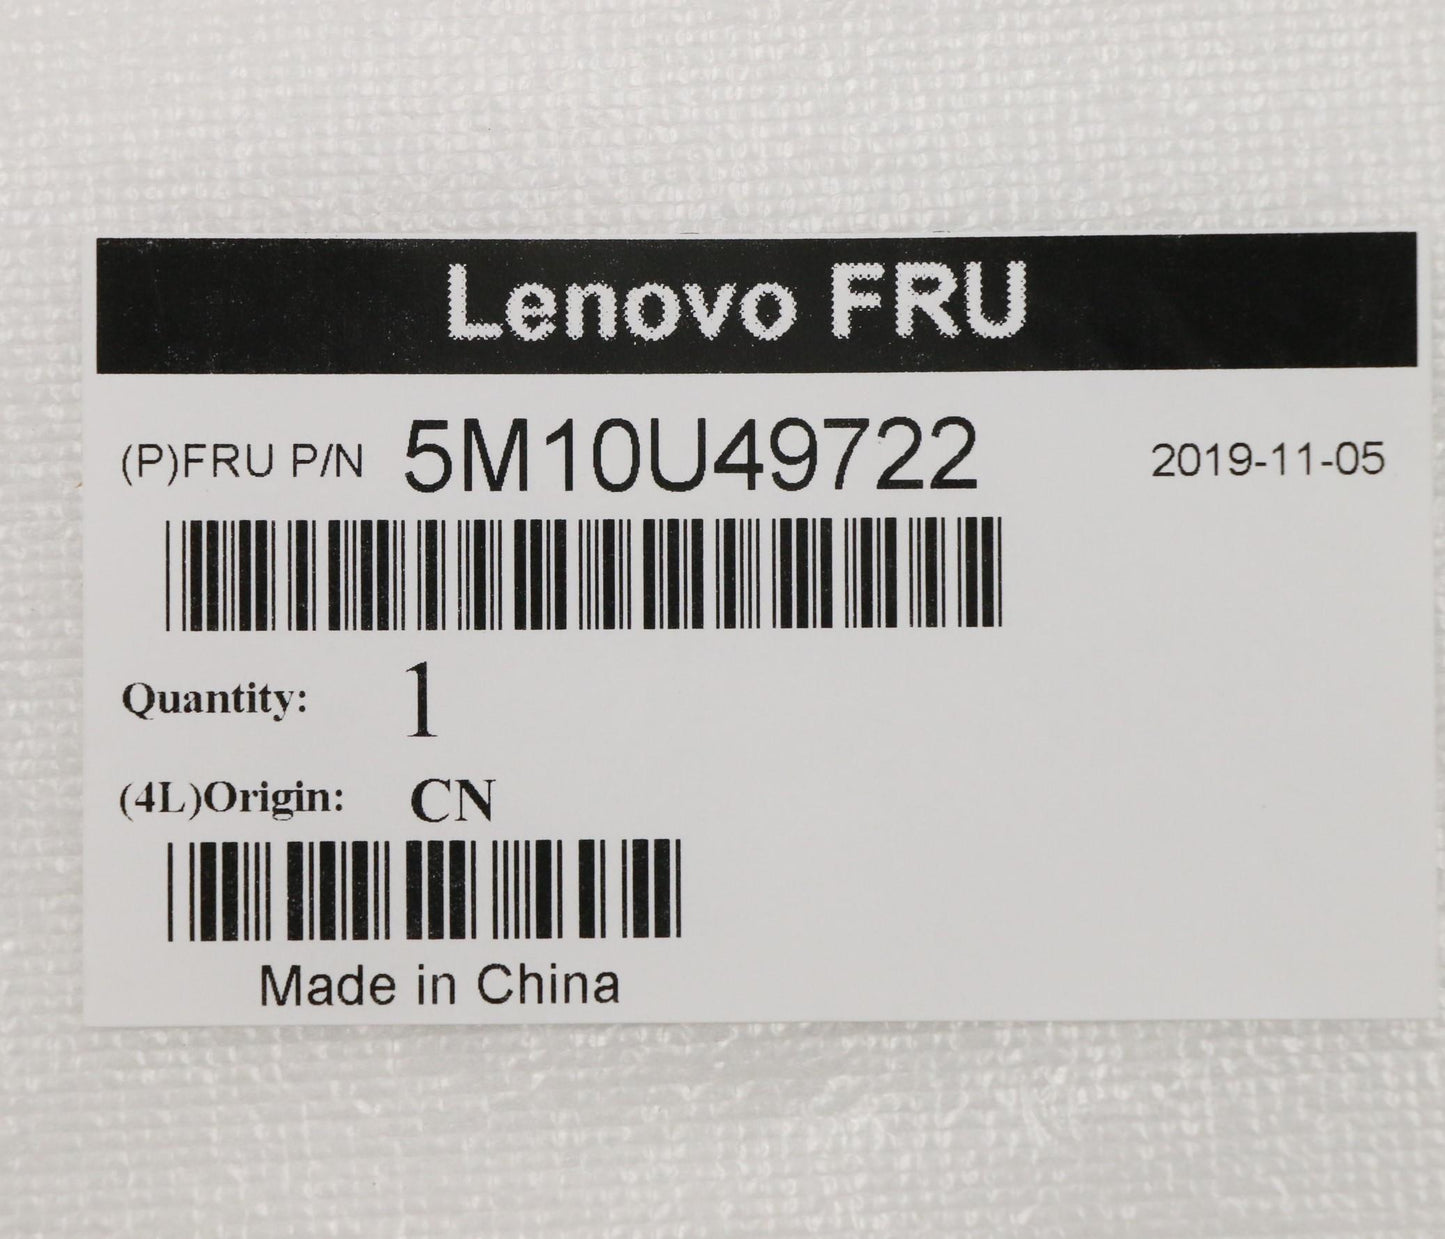 Lenovo FRU
(P)FRU P/N 5M10U49722 2019-11-05
Quantity: 1
(4L)Origin: CN
Made in China